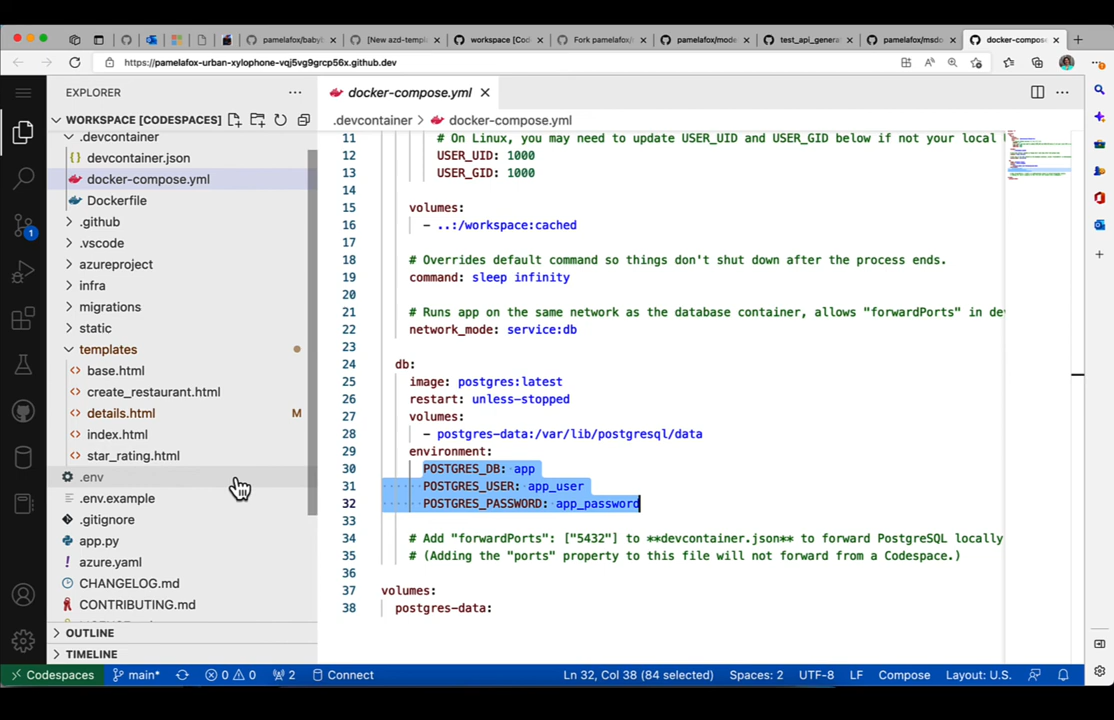 pamelafox/babyl
[New azd-templ
workspace [Cod
Fork pamelafox/m
pamelafox/mode
test_api_genera
pamelafox/msdo
docker-compos
https://pamelafox-urban-xylophone-vqj5vg9grcp56x.github.dev
EXPLORER
WORKSPACE [CODESPACES]
.devcontainer
devcontainer.json
docker-compose.yml
Dockerfile
.github
.vscode
azureproject
infra
migrations
static
templates
base.html
create_restaurant.html
details.html M
index.html
star_rating.html
.env
.env.example
.gitignore
app.py
azure.yaml
CHANGELOG.md
CONTRIBUTING.md
OUTLINE
TIMELINE
1
docker-compose.yml
.devcontainer > docker-compose.yml
11 # On Linux, you may need to update USER_UID and USER_GID below if not your local
12 USER_UID: 1000
13 USER_GID: 1000
14
15 volumes:
16 - ..:/workspace:cached
17
18 # Overrides default command so things don't shut down after the process ends.
19 command: sleep infinity
20
21 # Runs app on the same network as the database container, allows "forwardPorts" in de
22 network_mode: service:db
23
24 db:
25 image: postgres:latest
26 restart: unless-stopped
27 volumes:
28 - postgres-data:/var/lib/postgresql/data
29 environment:
30 POSTGRES_DB: app
31 POSTGRES_USER: app_user
32 POSTGRES_PASSWORD: app_password
33
34 # Add "forwardPorts": ["5432"] to **devcontainer.json** to forward PostgreSQL locally
35 # (Adding the "ports" property to this file will not forward from a Codespace.)
36
37 volumes:
38 postgres-data:
Codespaces
main*
0 0
2
Connect
Ln 32, Col 38 (84 selected)
Spaces: 2
UTF-8
LF
Compose
Layout: U.S.